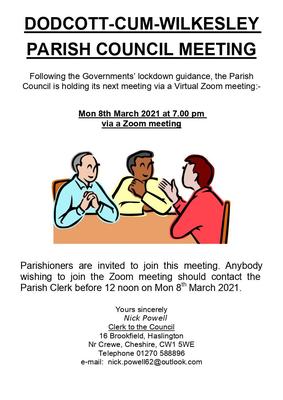 DODCOTT-CUM-WILKESLEY
PARISH COUNCIL MEETING
Following the Governments' lockdown guidance, the Parish
Council is holding its next meeting via a Virtual Zoom meeting:-
Mon 8th March 2021 at 7.00 pm
via a Zoom meeting
Parishioners are invited to join this meeting. Anybody
wishing to join the Zoom meeting should contact the
Parish Clerk before 12 noon on Mon 8th March 2021.
Yours sincerely
Nick Powell
Clerk to the Council
16 Brookfield, Haslington
Nr Crewe, Cheshire, CW1 5WE
Telephone 01270 588896
e-mail: nick.powell62@outlook.com